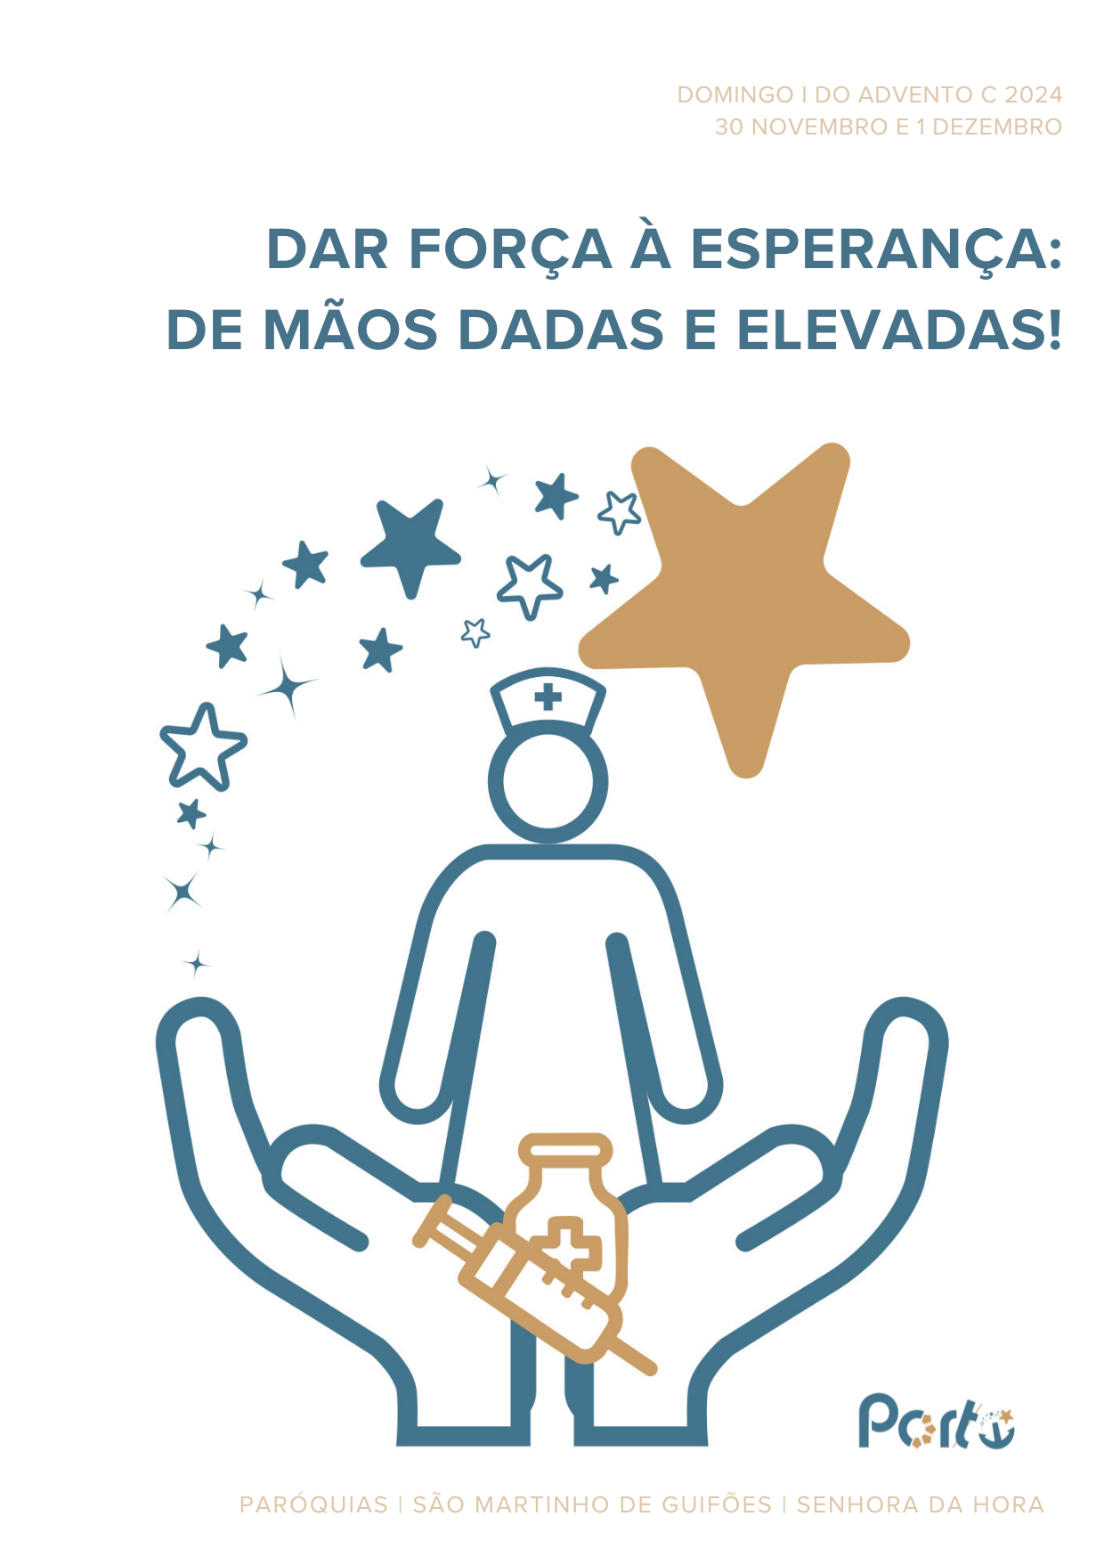 DOMINGO I DO ADVENTO C 2024
30 NOVEMBRO E 1 DEZEMBRO
DAR FORÇA À ESPERANÇA:
DE MÃOS DADAS E ELEVADAS!
Porto
PARÓQUIAS | SÃO MARTINHO DE GUIFÕES | SENHORA DA HORA